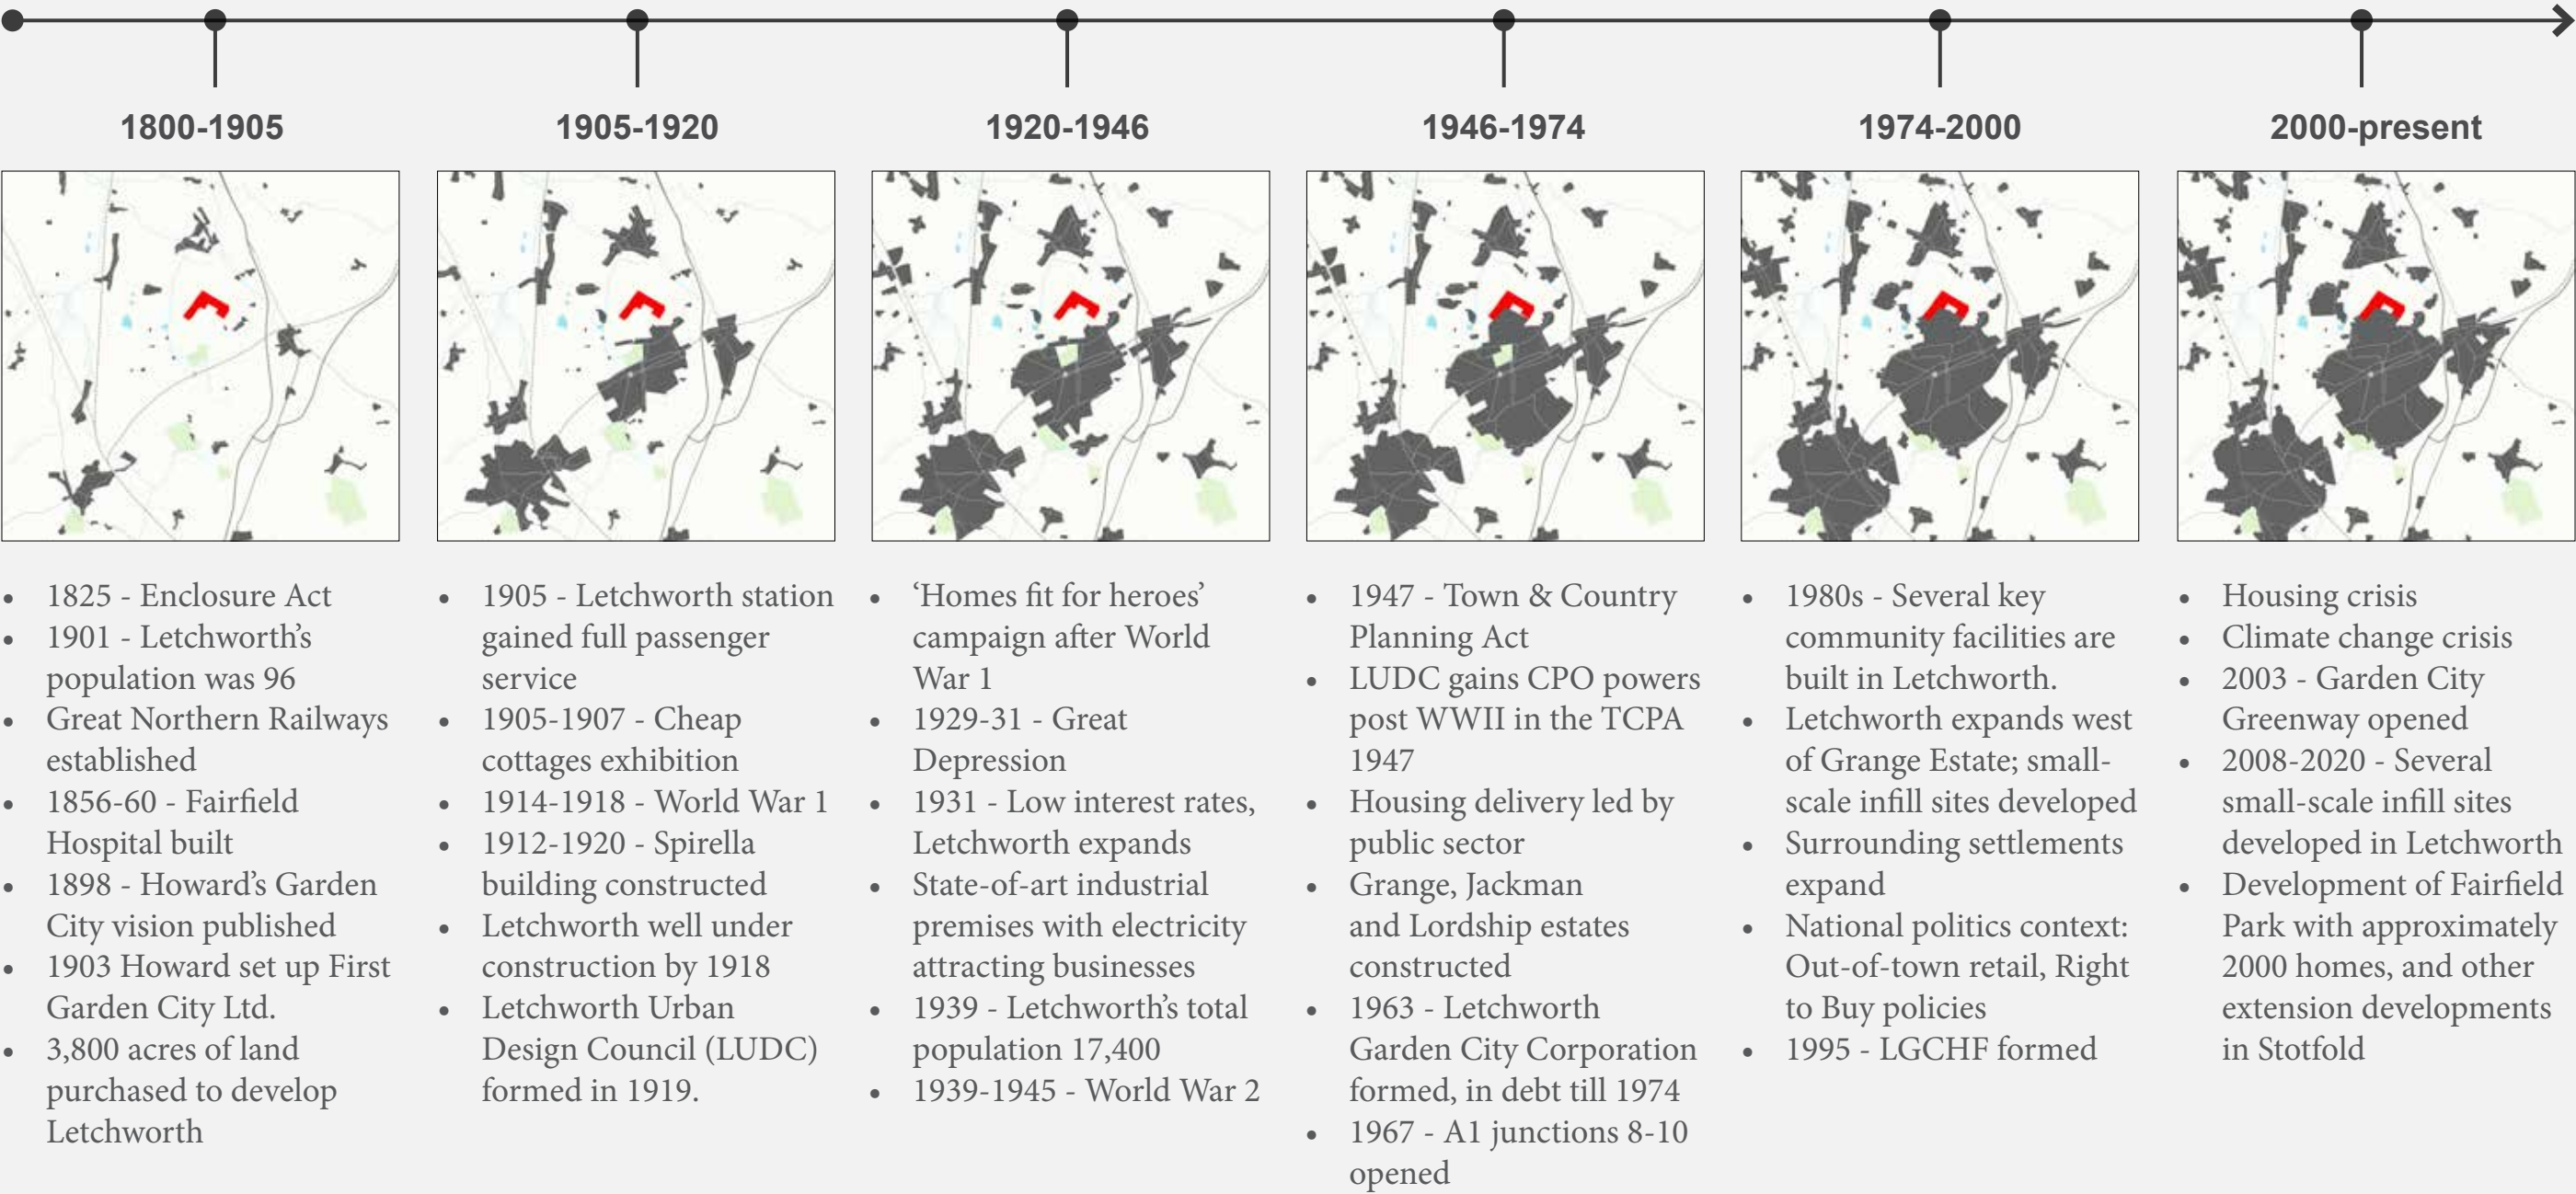 1800-1905
1905-1920
1920-1946
1946-1974
1974-2000
2000-present
• 1825 - Enclosure Act
• 1901 - Letchworth’s
population was 96
• Great Northern Railways
established
• 1856-60 - Fairfield
Hospital built
• 1898 - Howard’s Garden
City vision published
• 1903 Howard set up First
Garden City Ltd.
• 3,800 acres of land
purchased to develop
Letchworth
• 1905 - Letchworth station
gained full passenger
service
• 1905-1907 - Cheap
cottages exhibition
• 1914-1918 - World War 1
• 1912-1920 - Spirella
building constructed
• Letchworth well under
construction by 1918
• Letchworth Urban
Design Council (LUDC)
formed in 1919.
• ‘Homes fit for heroes’
campaign after World
War 1
• 1929-31 - Great
Depression
• 1931 - Low interest rates,
Letchworth expands
• State-of-art industrial
premises with electricity
attracting businesses
• 1939 - Letchworth’s total
population 17,400
• 1939-1945 - World War 2
• 1947 - Town & Country
Planning Act
• LUDC gains CPO powers
post WWII in the TCPA
1947
• Housing delivery led by
public sector
• Grange, Jackman
and Lordship estates
constructed
• 1963 - Letchworth
Garden City Corporation
formed, in debt till 1974
• 1967 - A1 junctions 8-10
opened
• 1980s - Several key
community facilities are
built in Letchworth.
• Letchworth expands west
of Grange Estate; small-
scale infill sites developed
• Surrounding settlements
expand
• National politics context:
Out-of-town retail, Right
to Buy policies
• 1995 - LGCHF formed
• Housing crisis
• Climate change crisis
• 2003 - Garden City
Greenway opened
• 2008-2020 - Several
small-scale infill sites
developed in Letchworth
• Development of Fairfield
Park with approximately
2000 homes, and other
extension developments
in Stotfold